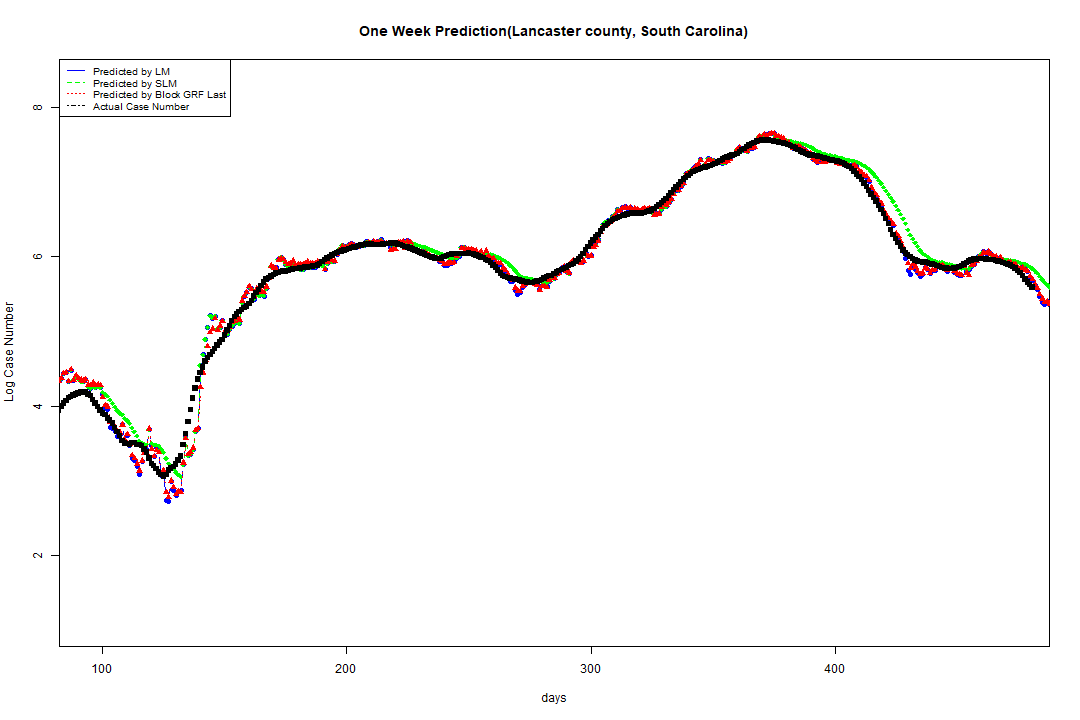 One Week Prediction(Lancaster county, South Carolina)
Predicted by LM
Predicted by SLM
Predicted by Block GRF Last
Actual Case Number
8
6
4
2
Log Case Number
100
200
300
400
days